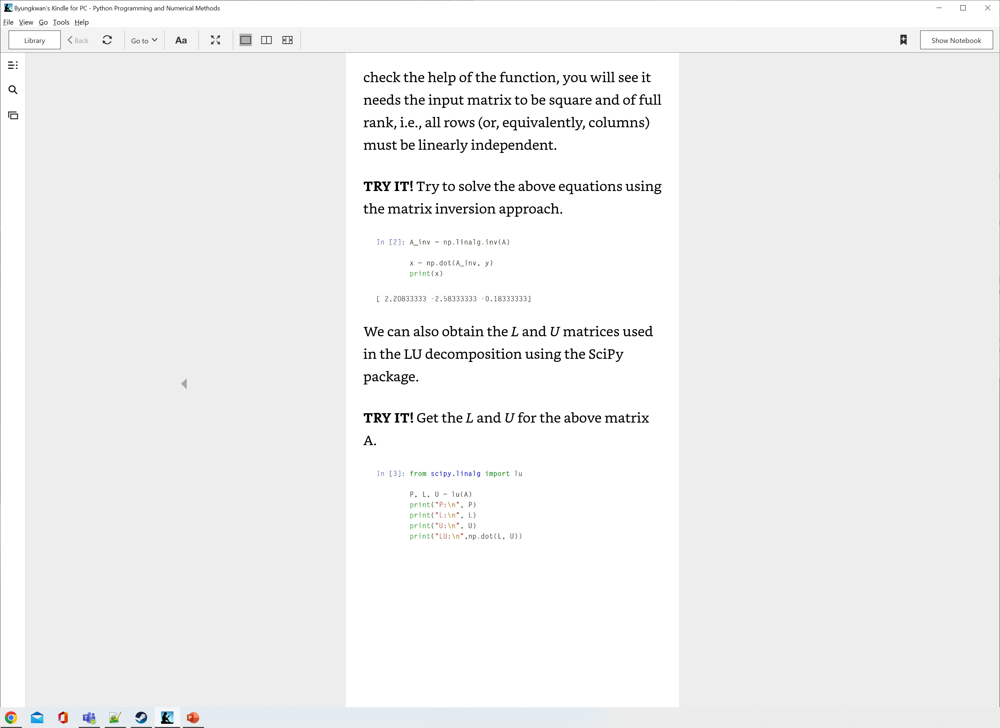 Byungkwan's Kindle for PC - Python Programming and Numerical Methods
File View Go Tools Help
Library Back Go to Aa Show Notebook
check the help of the function, you will see it
needs the input matrix to be square and of full
rank, i.e., all rows (or, equivalently, columns)
must be linearly independent.
TRY IT! Try to solve the above equations using
the matrix inversion approach.
In [2]: A_inv = np.linalg.inv(A)
x = np.dot(A_inv, y)
print(x)
[ 2.20833333 -2.58333333 -0.18333333]
We can also obtain the L and U matrices used
in the LU decomposition using the SciPy
package.
TRY IT! Get the L and U for the above matrix
A.
In [3]: from scipy.linalg import lu
P, L, U = lu(A)
print("P:\n", P)
print("L:\n", L)
print("U:\n", U)
print("LU:\n",np.dot(L, U))